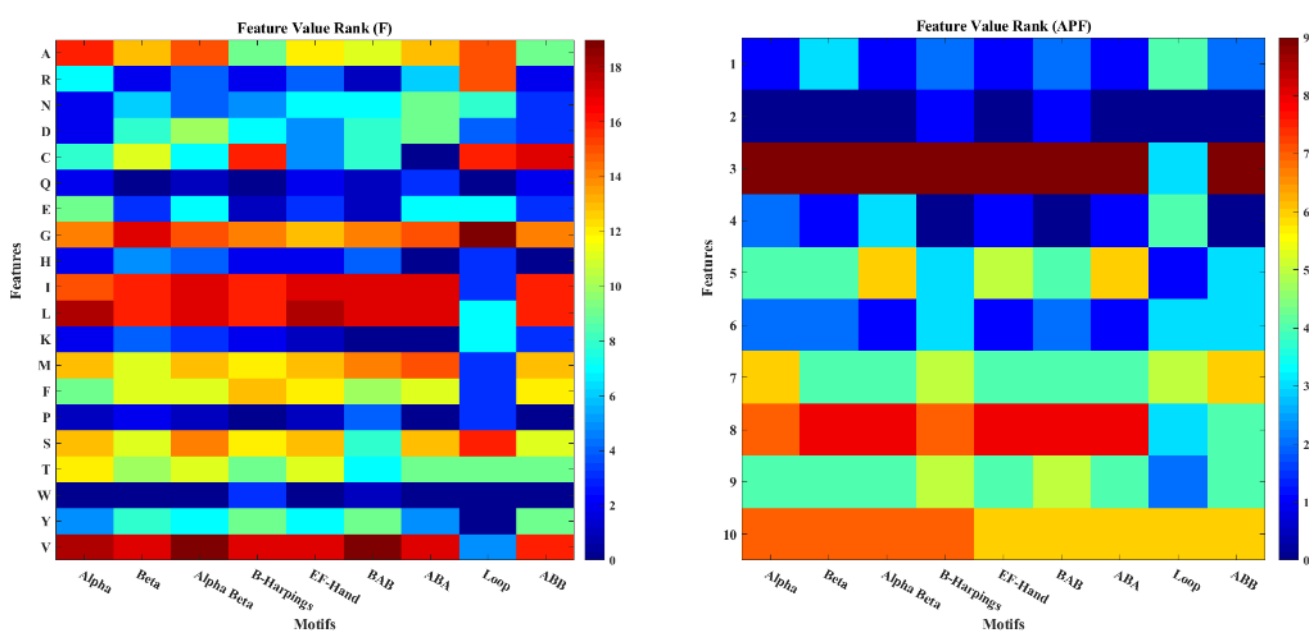 Feature Value Rank (F)
Features
A
R
N
D
C
Q
E
G
H
I
L
K
M
F
P
S
T
W
Y
V
Alpha
Beta
Alpha Beta
B-Harpings
EF-Hand
BAB
ABA
Loop
ABB
Motifs
18
16
14
12
10
8
6
4
2
0
Feature Value Rank (APF)
Features
1
2
3
4
5
6
7
8
9
10
Alpha
Beta
Alpha Beta
B-Harpings
EF-Hand
BAB
ABA
Loop
ABB
Motifs
9
8
7
6
5
4
3
2
1
0